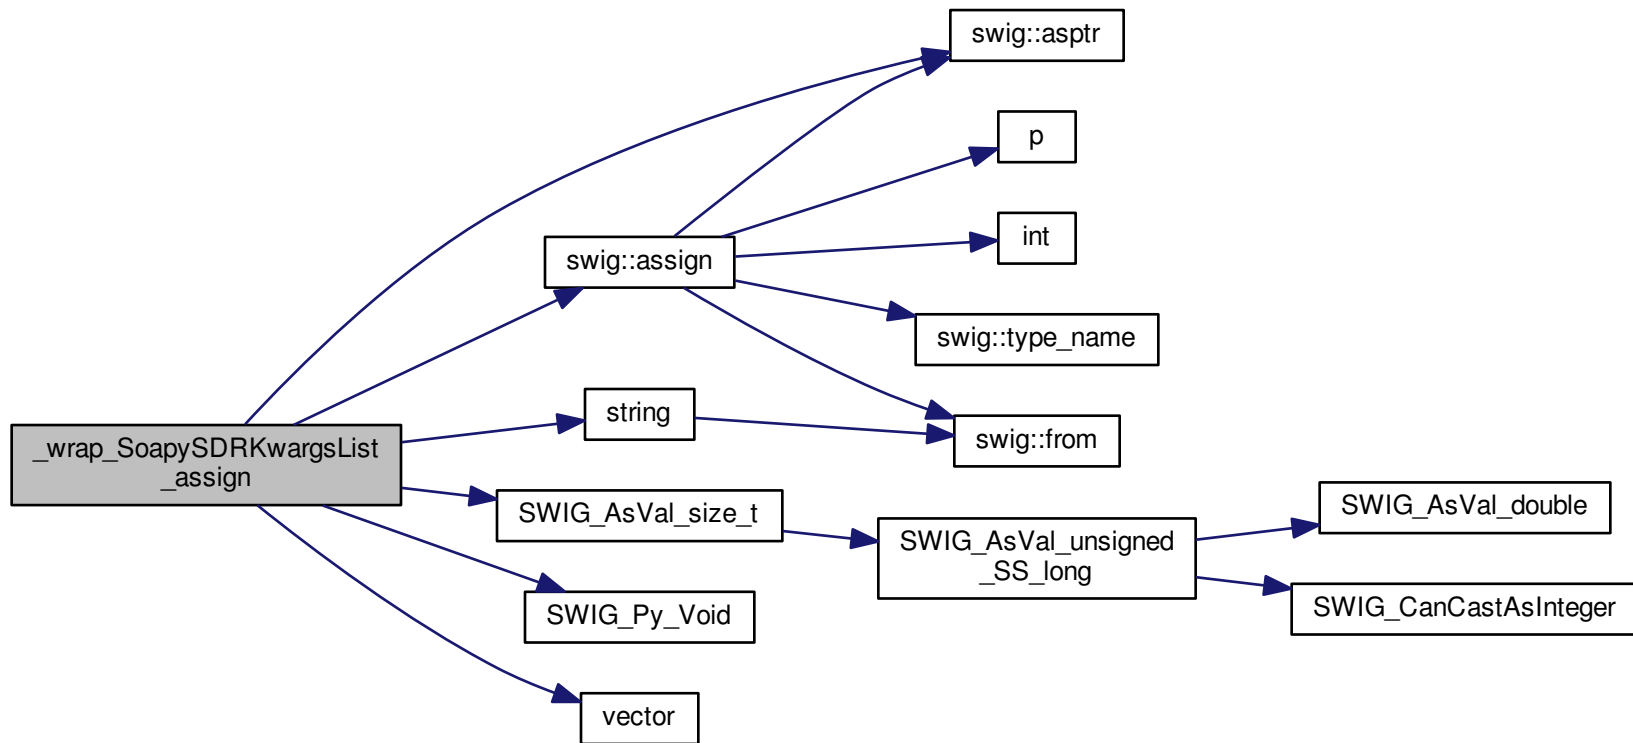 swig::asptr
p
int
swig::assign
swig::type_name
string
swig::from
_wrap_SoapySDRKwargsList
_assign
SWIG_AsVal_size_t
SWIG_AsVal_double
SWIG_AsVal_unsigned
_SS_long
SWIG_CanCastAsInteger
SWIG_Py_Void
vector